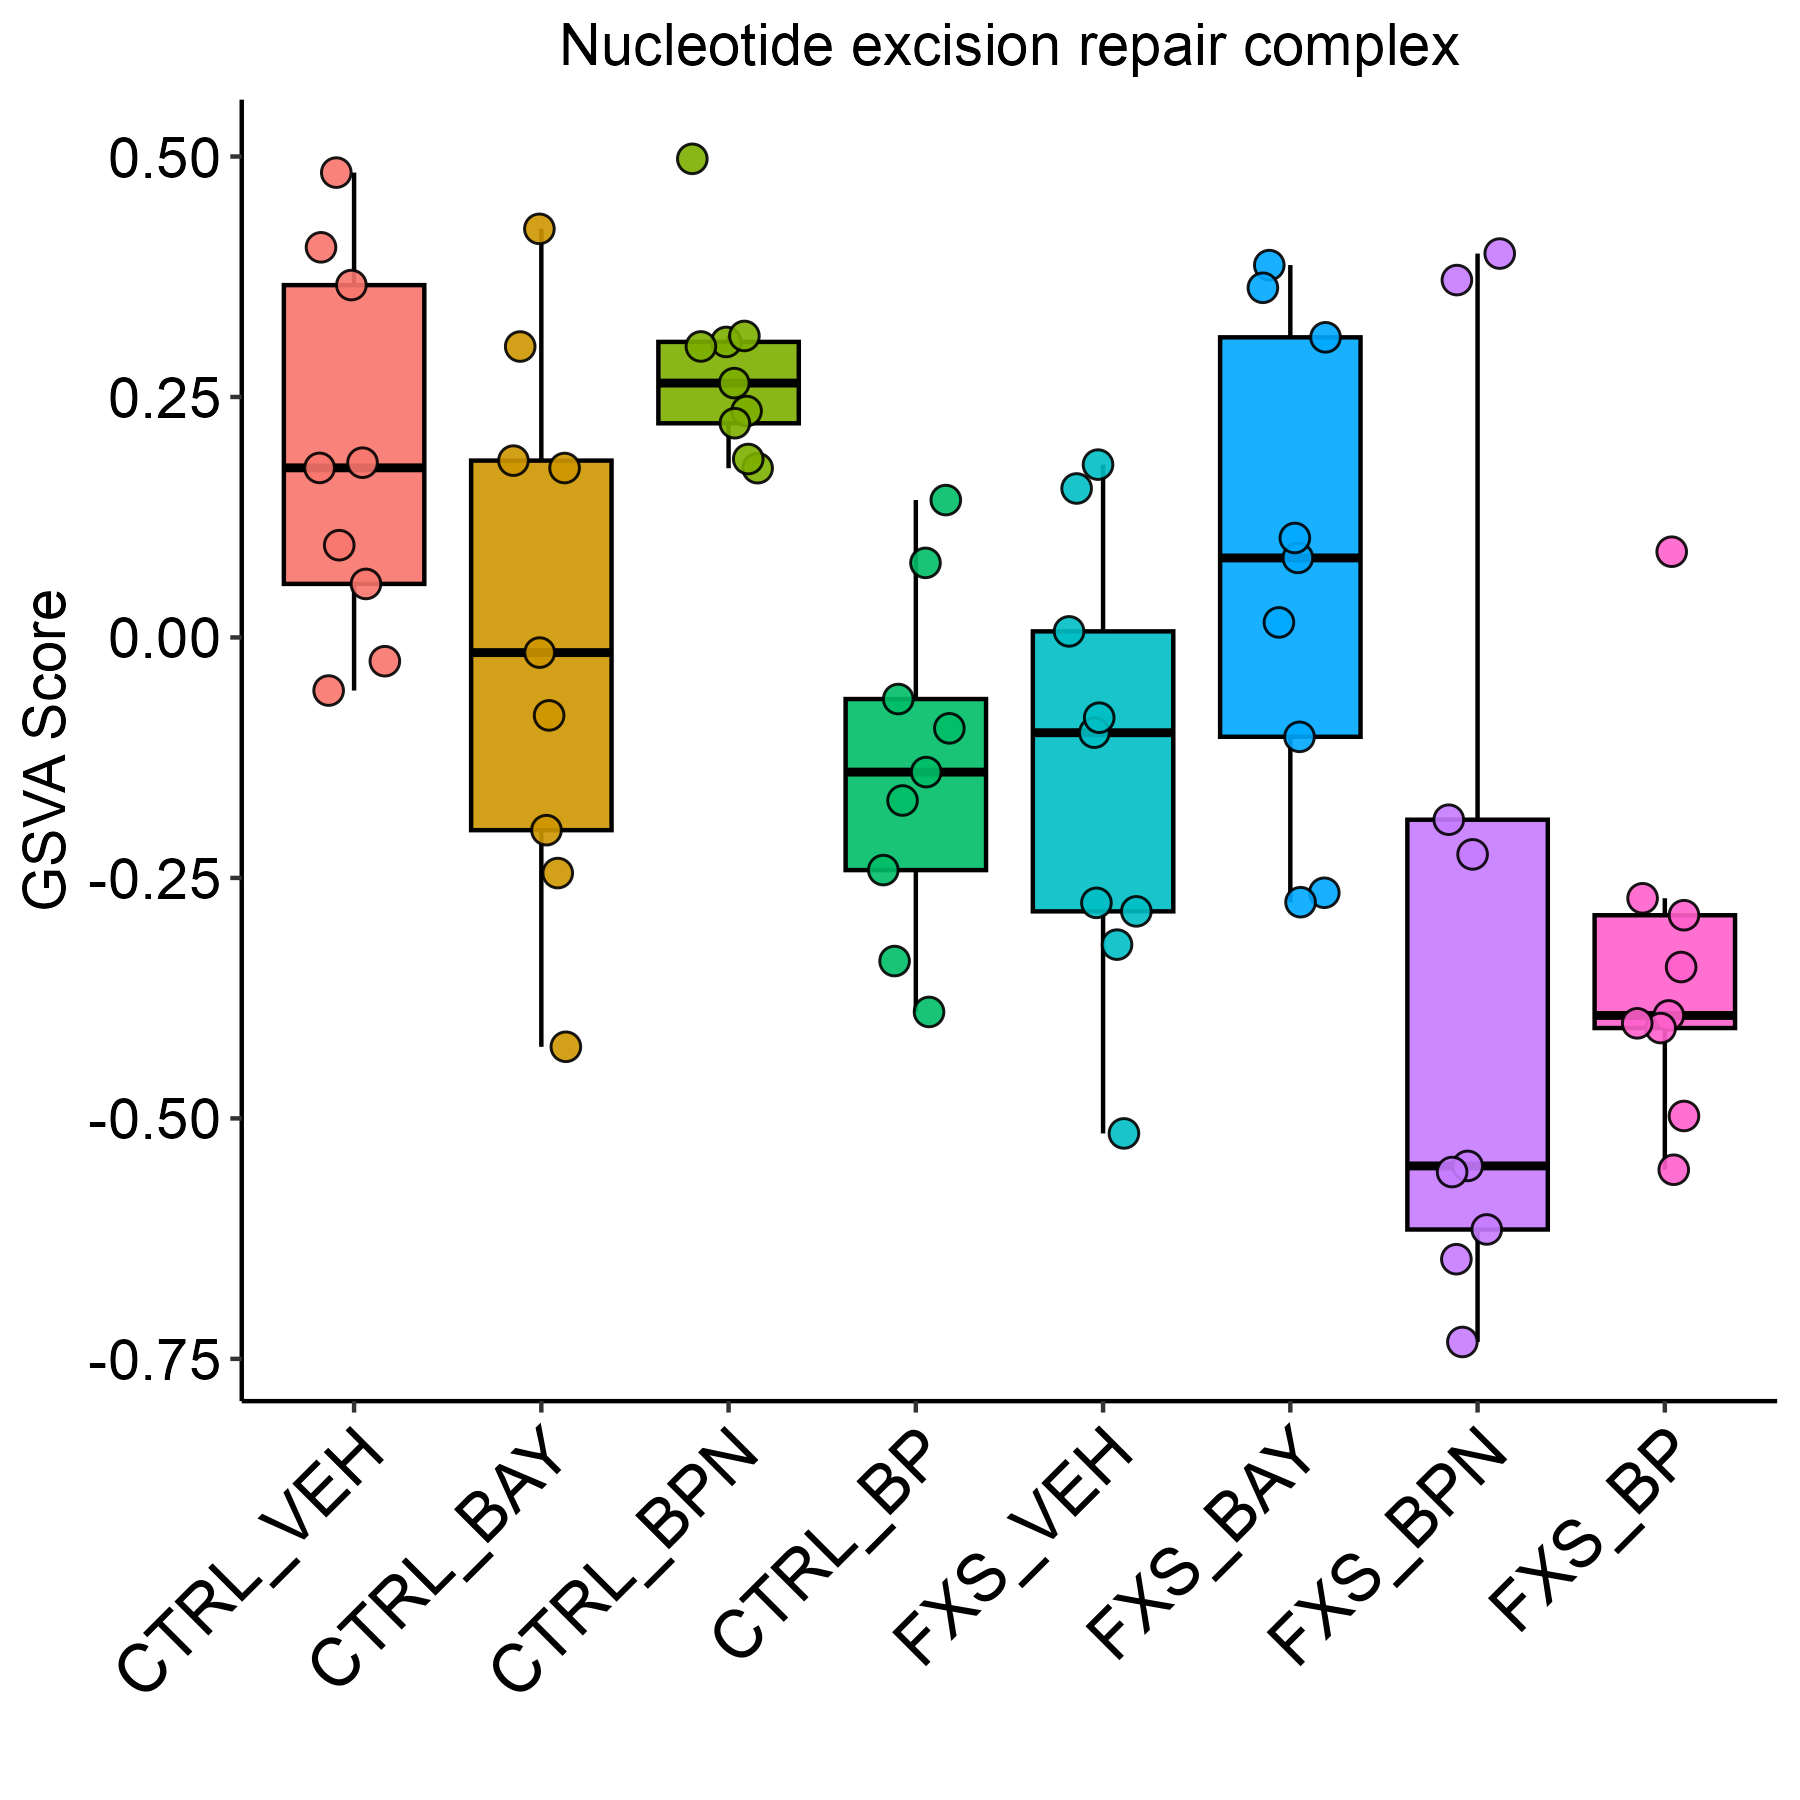 Nucleotide excision repair complex
GSVA Score
0.50
0.25
0.00
-0.25
-0.50
-0.75
CTRL_VEH
CTRL_BAY
CTRL_BPN
CTRL_BP
FXS_VEH
FXS_BAY
FXS_BPN
FXS_BP